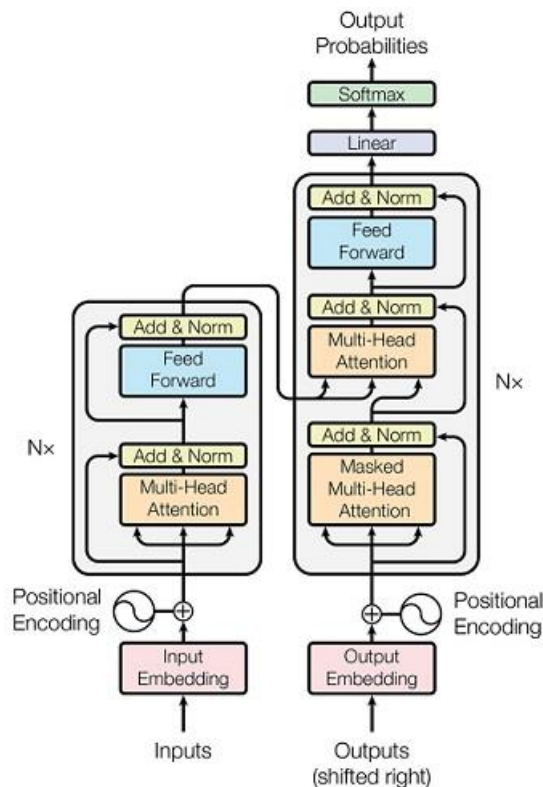 Output
Probabilities
Softmax
Linear
Add & Norm
Feed
Forward
Add & Norm
Multi-Head
Attention
Add & Norm
Masked
Multi-Head
Attention
N×
Add & Norm
Feed
Forward
N×
Add & Norm
Multi-Head
Attention
Positional
Encoding
Positional
Encoding
Input
Embedding
Output
Embedding
Inputs
Outputs
(shifted right)